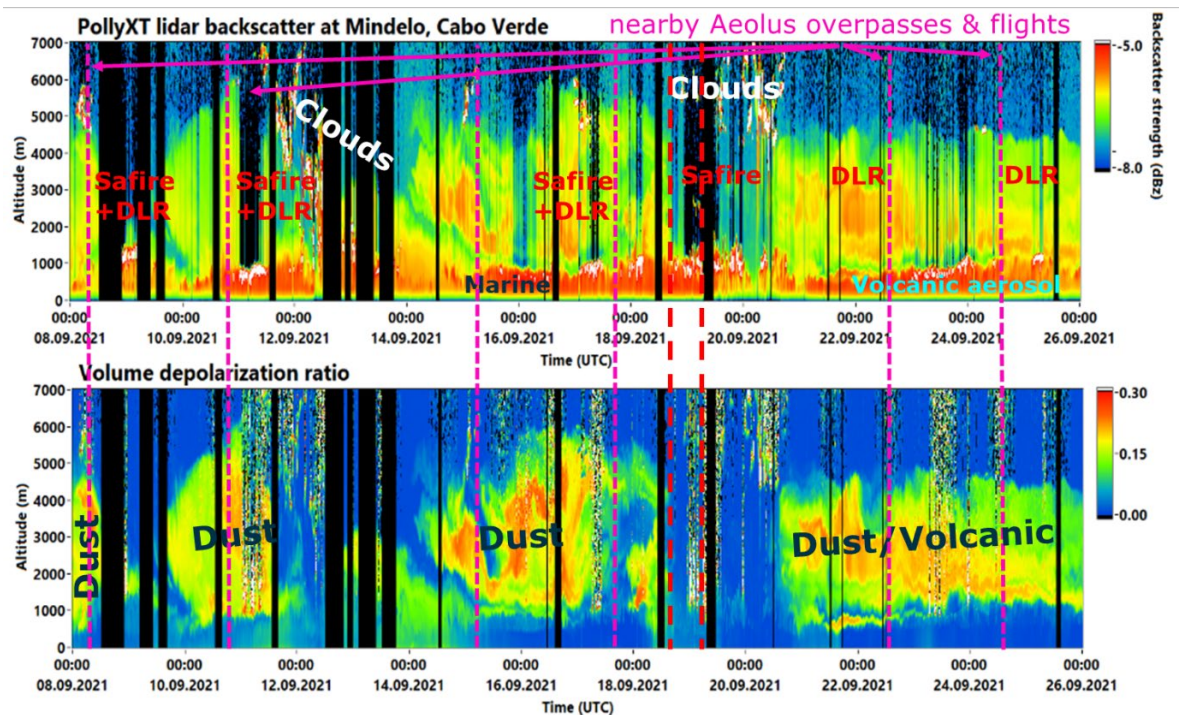 PollyXT lidar backscatter at Mindelo, Cabo Verde
nearby Aeolus overpasses & flights
7000
6000
5000
4000
3000
2000
1000
0
Altitude (m)
Clouds
Clouds
Safire
+DLR
Safire
+DLR
Safire
+DLR
Safire
DLR
DLR
Marine
Volcanic aerosol
-5.0
-8.0
Backscatter strength (dBz)
00:00 00:00 00:00 00:00 00:00 00:00 00:00 00:00 00:00 00:00
08.09.2021 10.09.2021 12.09.2021 14.09.2021 16.09.2021 18.09.2021 20.09.2021 22.09.2021 24.09.2021 26.09.2021
Time (UTC)
Volume depolarization ratio
7000
6000
5000
4000
3000
2000
1000
0
Altitude (m)
Dust
Dust
Dust
Dust/Volcanic
0.30
0.15
0.00
00:00 00:00 00:00 00:00 00:00 00:00 00:00 00:00 00:00 00:00
08.09.2021 10.09.2021 12.09.2021 14.09.2021 16.09.2021 18.09.2021 20.09.2021 22.09.2021 24.09.2021 26.09.2021
Time (UTC)